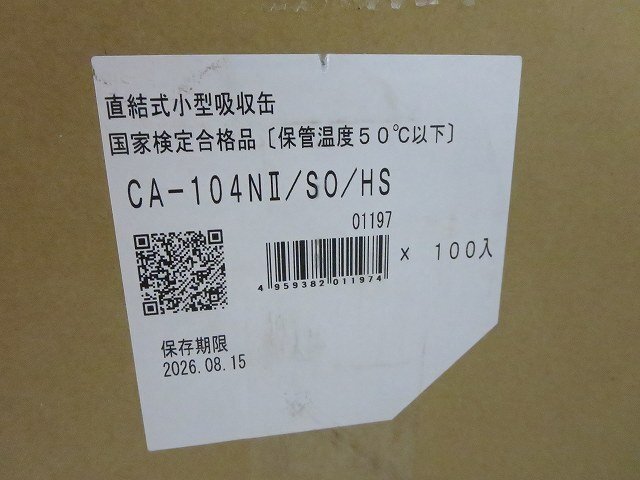 直結式小型吸収缶
国家検定合格品〔保管温度50℃以下〕
CA-104NⅡ/SO/HS
01197
4 959382 011974
x 100入
保存期限
2026.08.15